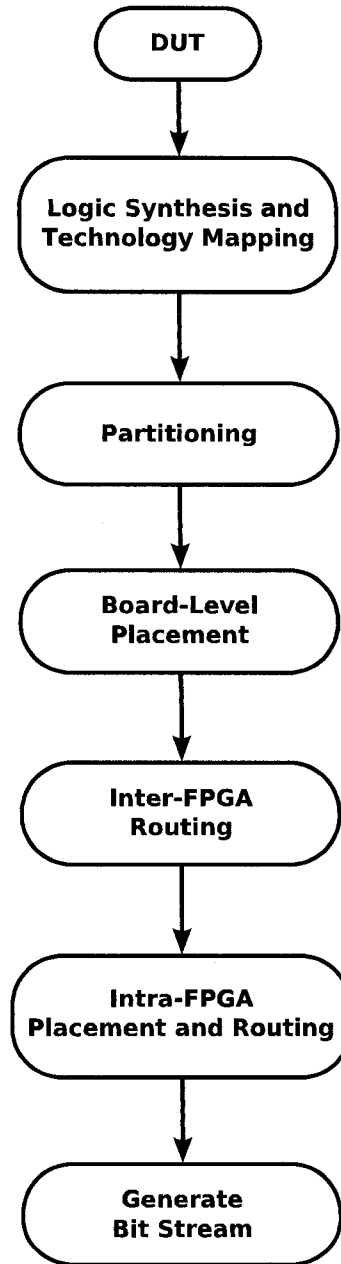 DUT
Logic Synthesis and
Technology Mapping
Partitioning
Board-Level
Placement
Inter-FPGA
Routing
Intra-FPGA
Placement and Routing
Generate
Bit Stream